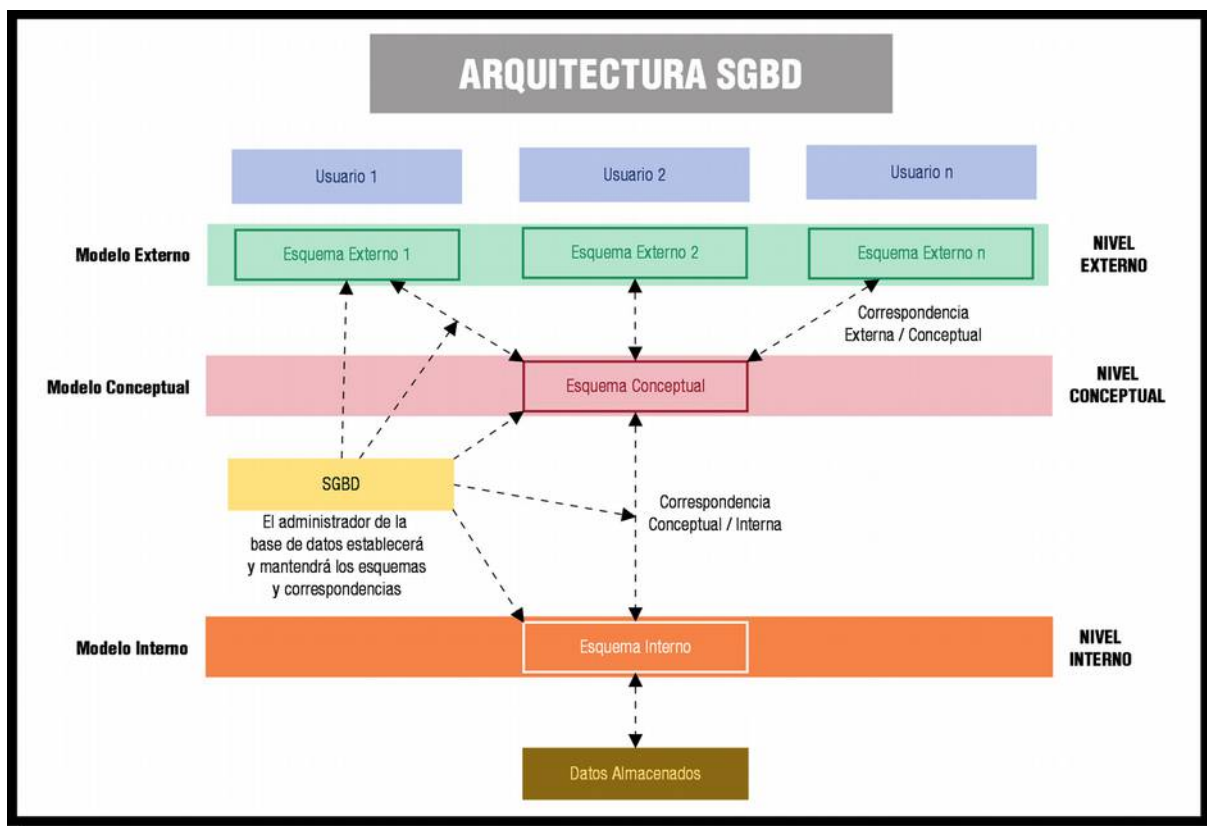 ARQUITECTURA SGBD
Usuario 1
Usuario 2
Usuario n
Modelo Externo
Esquema Externo 1
Esquema Externo 2
Esquema Externo n
NIVEL
EXTERNO
Correspondencia
Externa / Conceptual
Modelo Conceptual
Esquema Conceptual
NIVEL
CONCEPTUAL
SGBD
El administrador de la
base de datos establecerá
y mantendrá los esquemas
y correspondencias
Correspondencia
Conceptual / Interna
Modelo Interno
Esquema Interno
NIVEL
INTERNO
Datos Almacenados